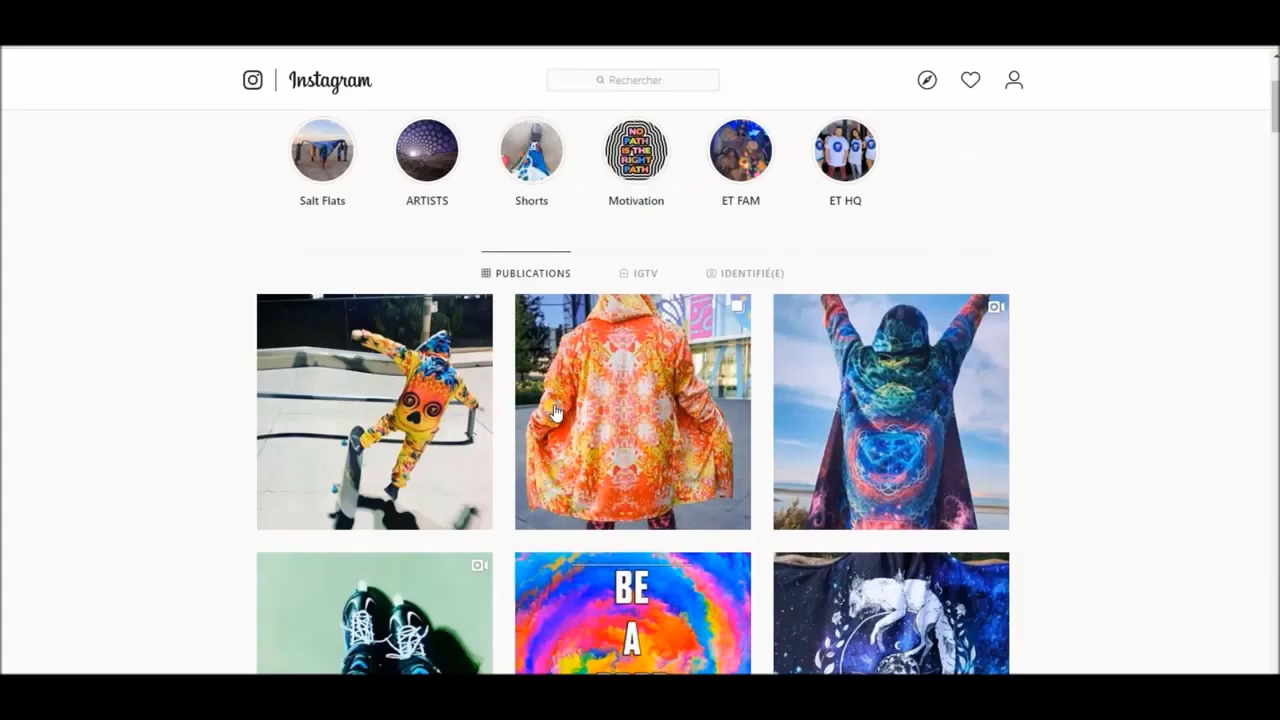 Instagram
Rechercher
NO
PATH
IS THE
RIGHT
PATH
Salt Flats
ARTISTS
Shorts
Motivation
ET FAM
ET HQ
PUBLICATIONS
IGTV
IDENTIFIÉ(E)
BE
A